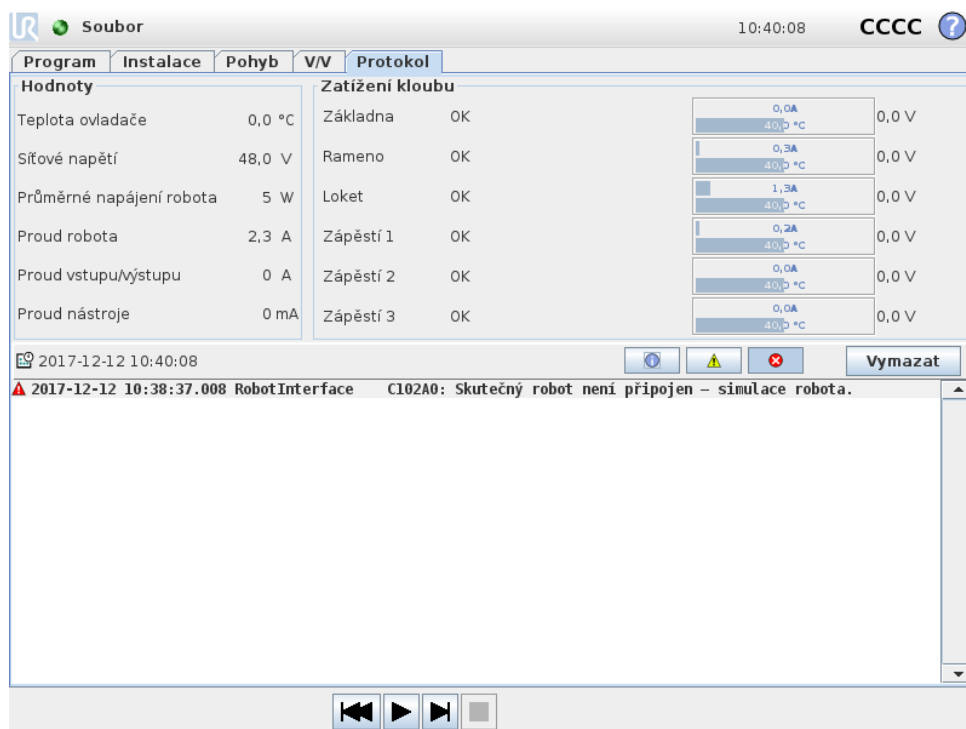 UR Soubor 10:40:08 CCCC ?
Program Instalace Pohyb V/V Protokol
Hodnoty
Teplota ovladače 0,0 °C
Síťové napětí 48,0 V
Průměrné napájení robota 5 W
Proud robota 2,3 A
Proud vstupu/výstupu 0 A
Proud nástroje 0 mA
Zatížení kloubu
Základna OK 0,0A 40,0 °C 0,0 V
Rameno OK 0,3A 40,0 °C 0,0 V
Loket OK 1,3A 40,0 °C 0,0 V
Zápěstí 1 OK 0,2A 40,0 °C 0,0 V
Zápěstí 2 OK 0,0A 40,0 °C 0,0 V
Zápěstí 3 OK 0,0A 40,0 °C 0,0 V
2017-12-12 10:40:08 Vymazat
2017-12-12 10:38:37.008 RobotInterface C102A0: Skutečný robot není připojen – simulace robota.